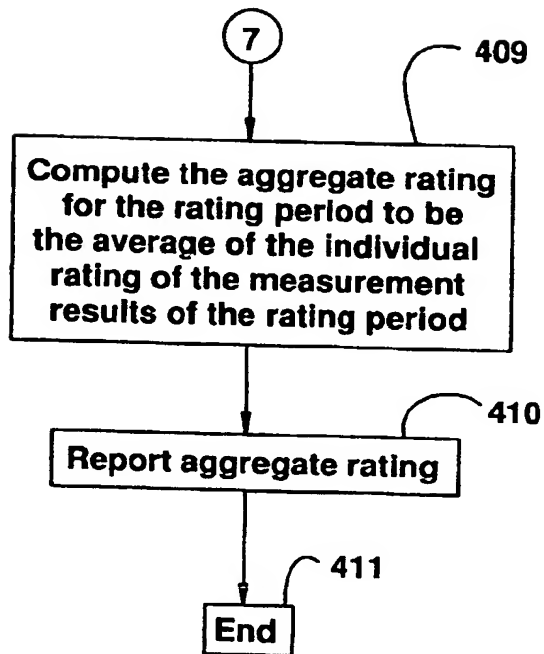 7
409
Compute the aggregate rating
for the rating period to be
the average of the individual
rating of the measurement
results of the rating period
410
Report aggregate rating
411
End